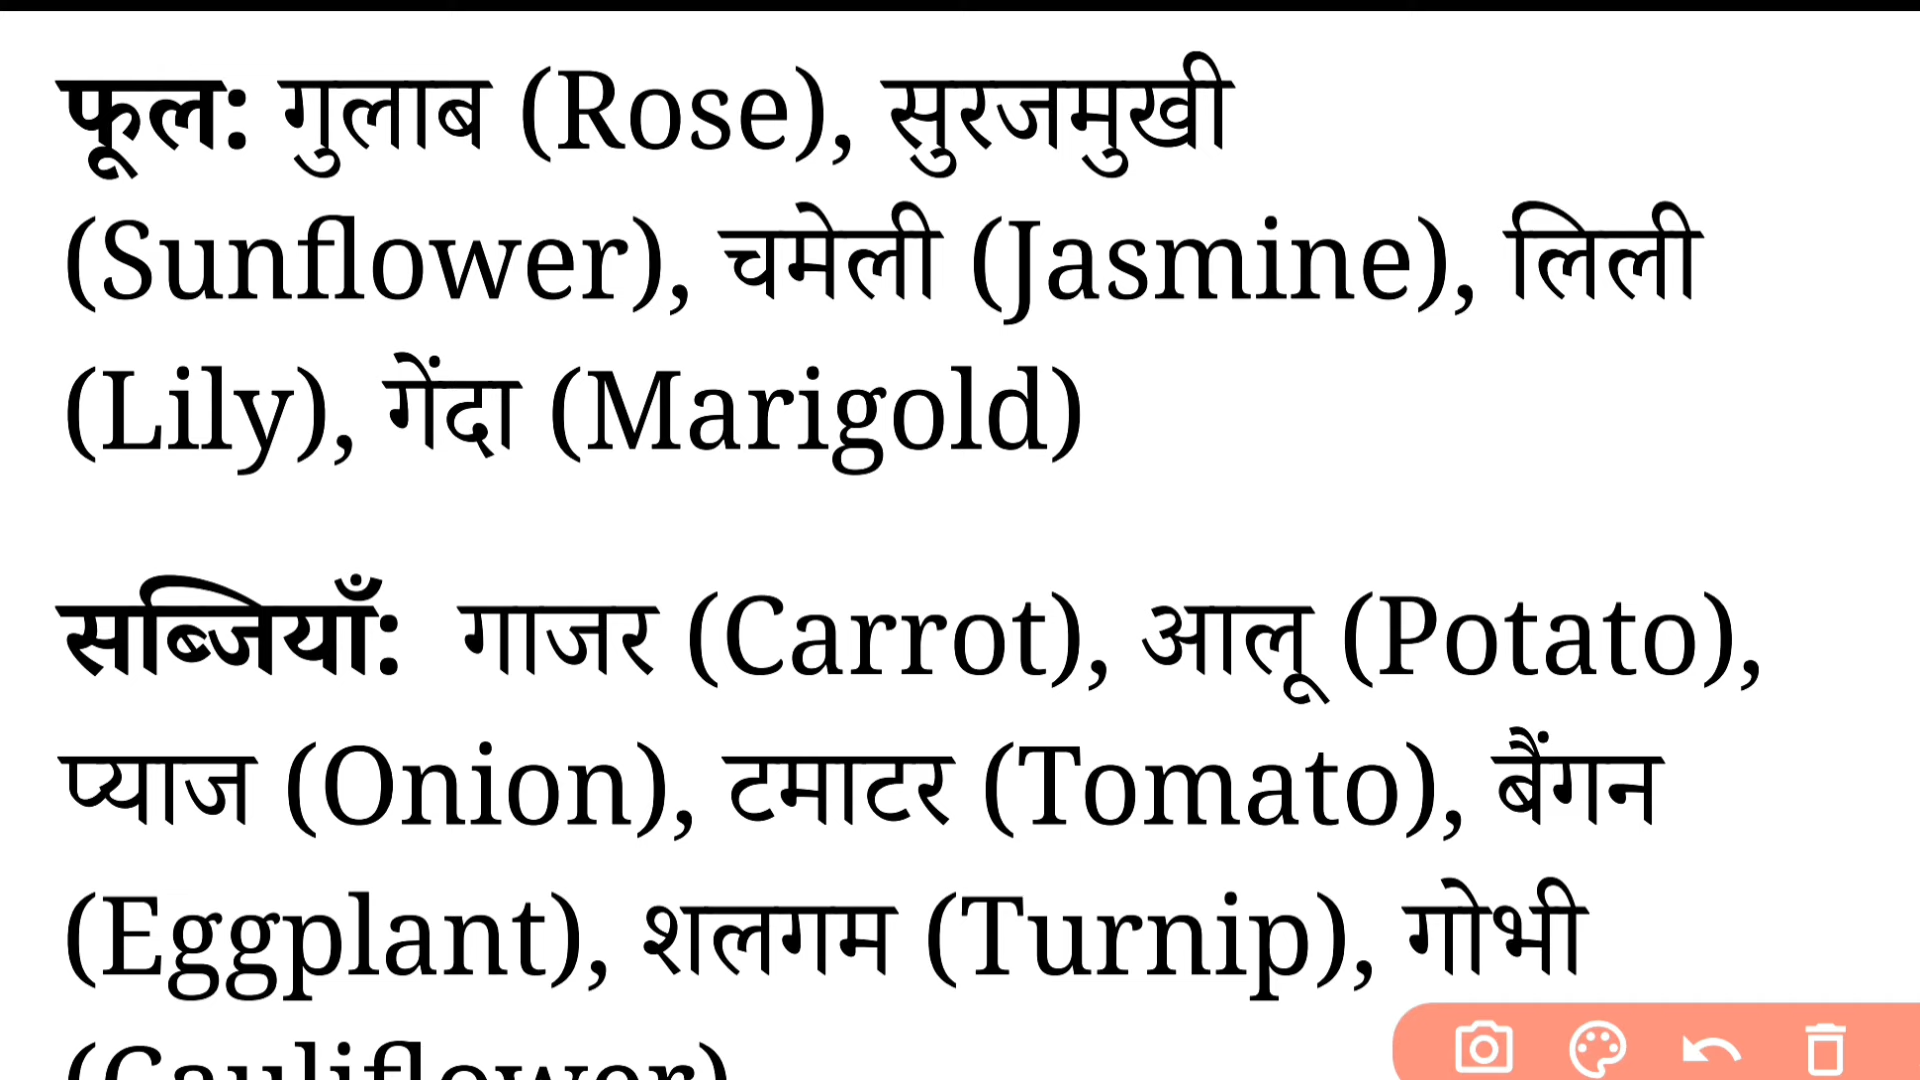 फूल: गुलाब (Rose), सुरजमुखी
(Sunflower), चमेली (Jasmine), लिली
(Lily), गेंदा (Marigold)
सब्जियाँ: गाजर (Carrot), आलू (Potato),
प्याज (Onion), टमाटर (Tomato), बैंगन
(Eggplant), शलगम (Turnip), गोभी
(Cauliflower)